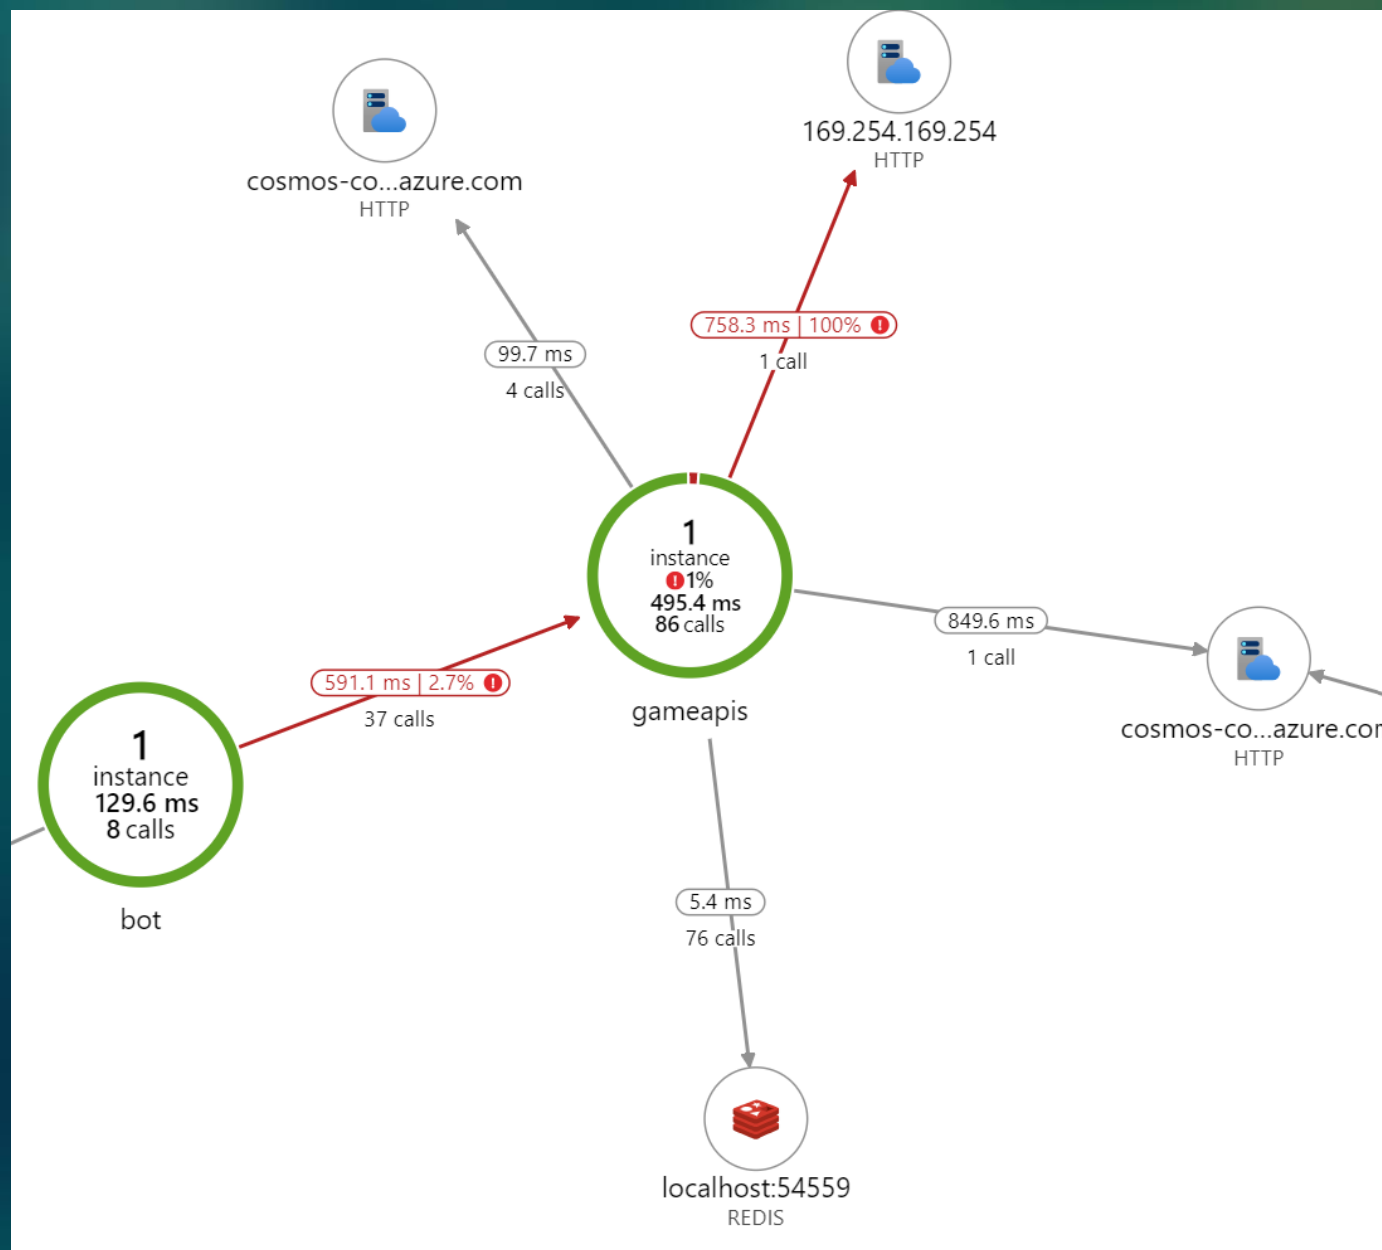 169.254.169.254
HTTP
cosmos-co...azure.com
HTTP
758.3 ms | 100%
1 call
99.7 ms
4 calls
1
instance
1%
495.4 ms
86 calls
gameapis
849.6 ms
1 call
cosmos-co...azure.com
HTTP
591.1 ms | 2.7%
37 calls
1
instance
129.6 ms
8 calls
bot
5.4 ms
76 calls
localhost:54559
REDIS